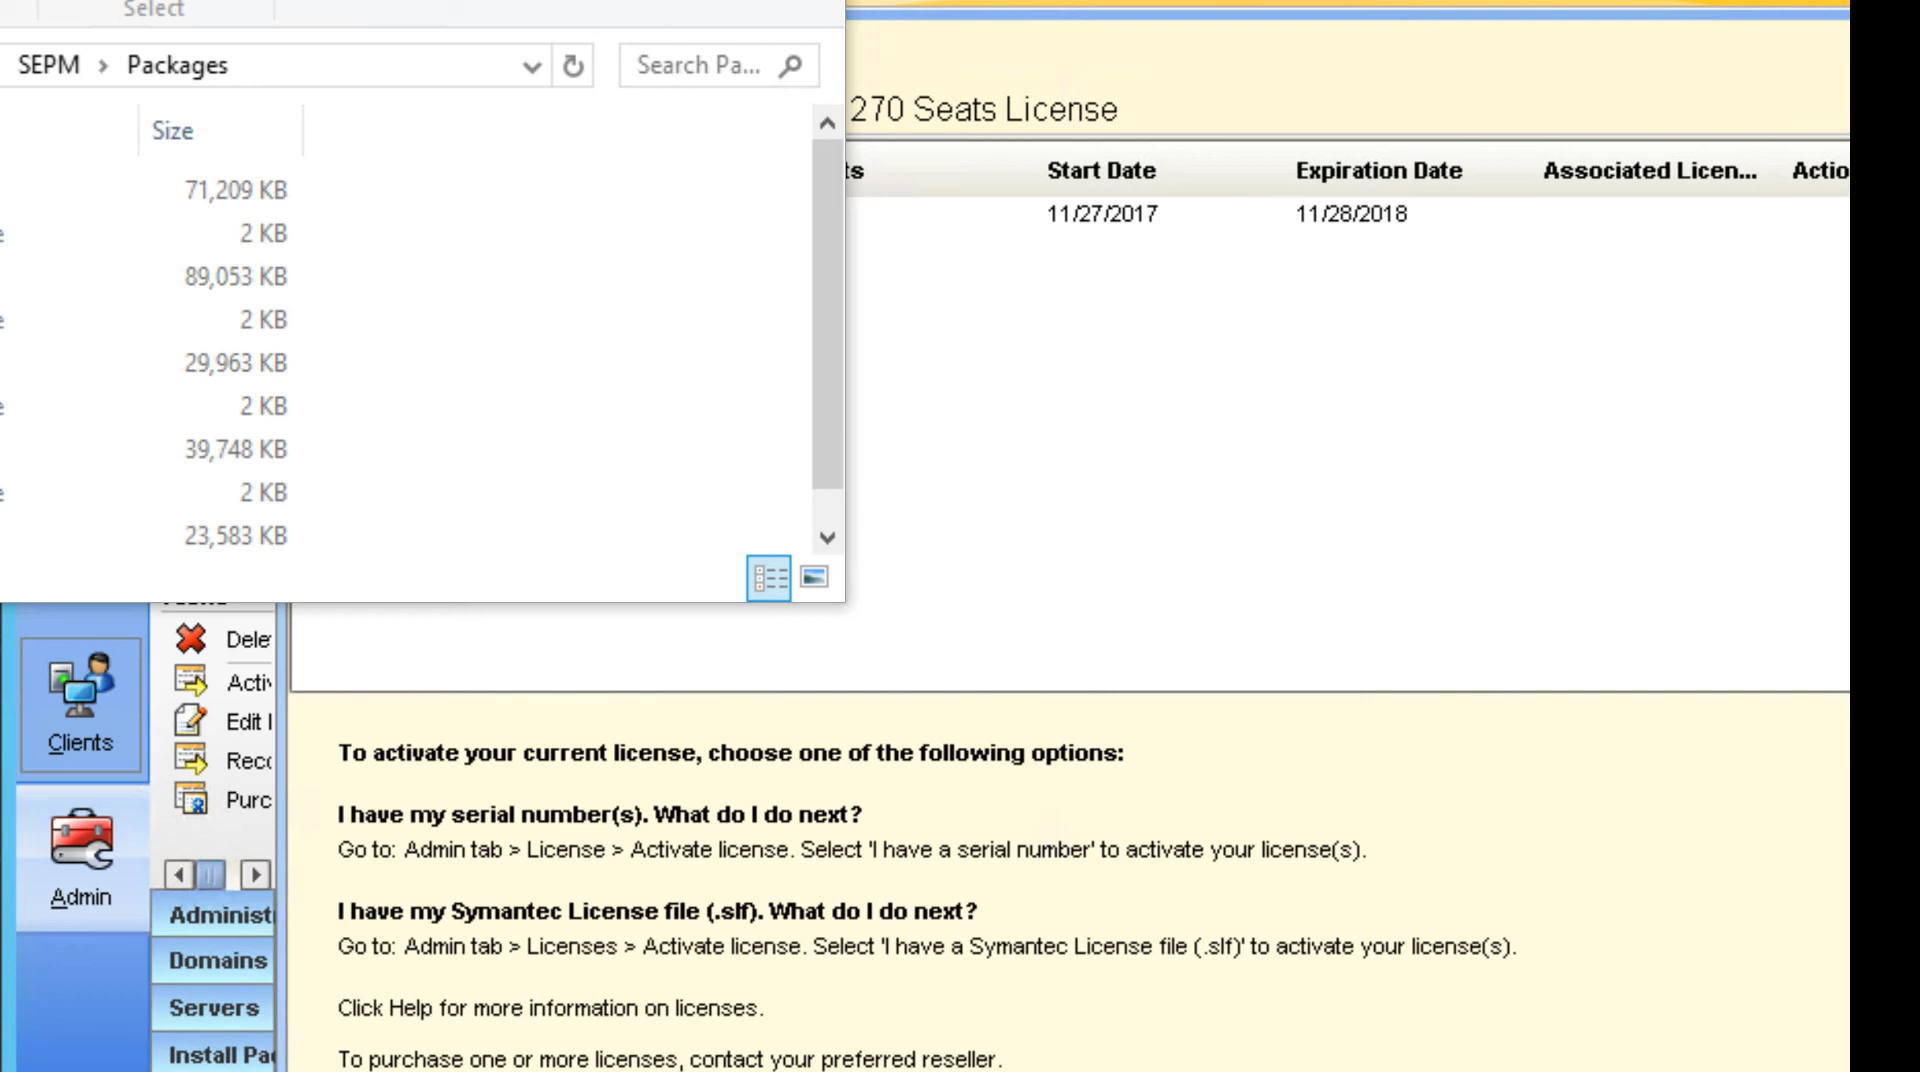 Select
SEPM > Packages
Search Pa...
Size
71,209 KB
2 KB
89,053 KB
2 KB
29,963 KB
2 KB
39,748 KB
2 KB
23,583 KB
270 Seats License
ts Start Date Expiration Date Associated Licen... Actio
11/27/2017 11/28/2018
Clients
Admin
Dele
Activ
Edit l
Reco
Purc
Administr
Domains
Servers
Install Pac
To activate your current license, choose one of the following options:
I have my serial number(s). What do I do next?
Go to: Admin tab > License > Activate license. Select 'I have a serial number' to activate your license(s).
I have my Symantec License file (.slf). What do I do next?
Go to: Admin tab > Licenses > Activate license. Select 'I have a Symantec License file (.slf)' to activate your license(s).
Click Help for more information on licenses.
To purchase one or more licenses, contact your preferred reseller.